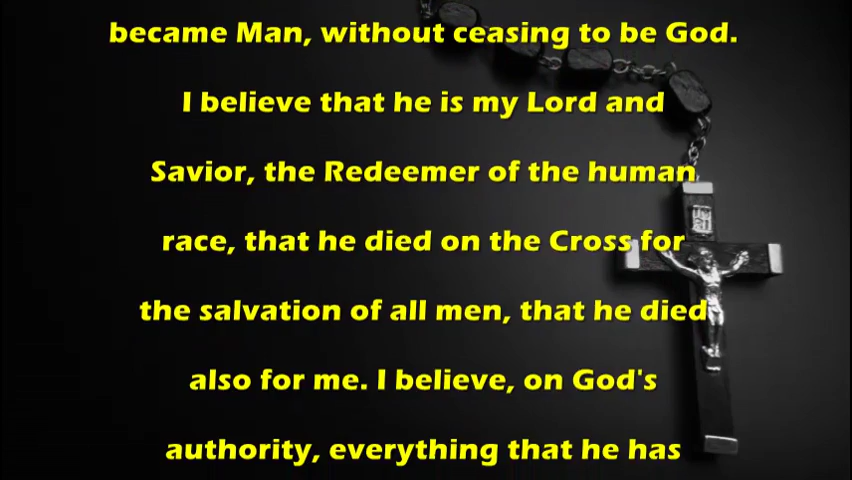 became Man, without ceasing to be God.
I believe that he is my Lord and
Savior, the Redeemer of the human
race, that he died on the Cross for
the salvation of all men, that he died
also for me. I believe, on God's
authority, everything that he has